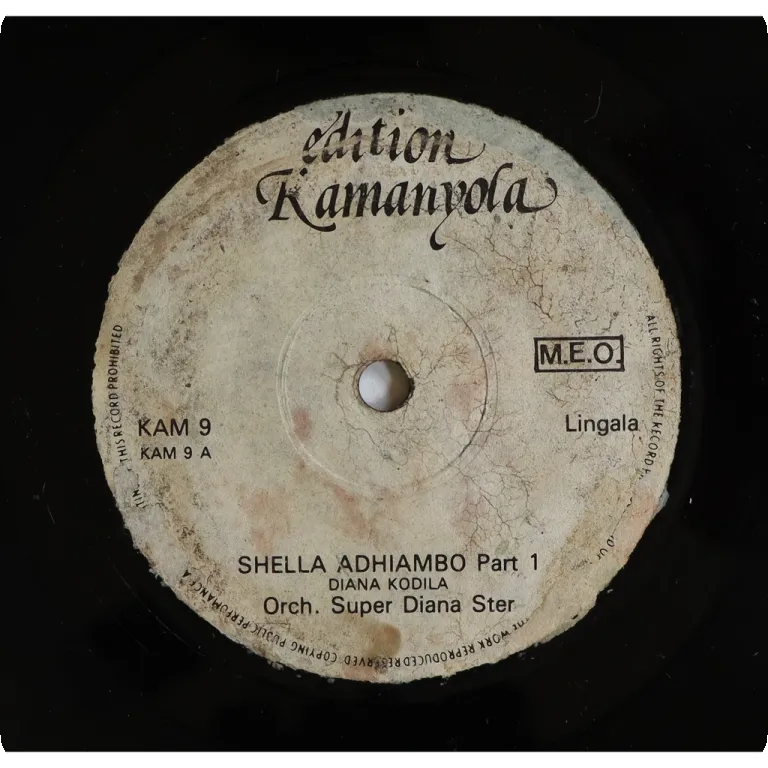 edition
Kamanyola
M.E.O.
KAM 9
KAM 9 A
Lingala
SHELLA ADHIAMBO Part 1
DIANA KODILA
Orch. Super Diana Ster
ALL RIGHTS OF THE RECORD
THE WORK REPRODUCED RESERVED COPYING PUBLIC PERFOMANCE
THIS RECORD PROHIBITED